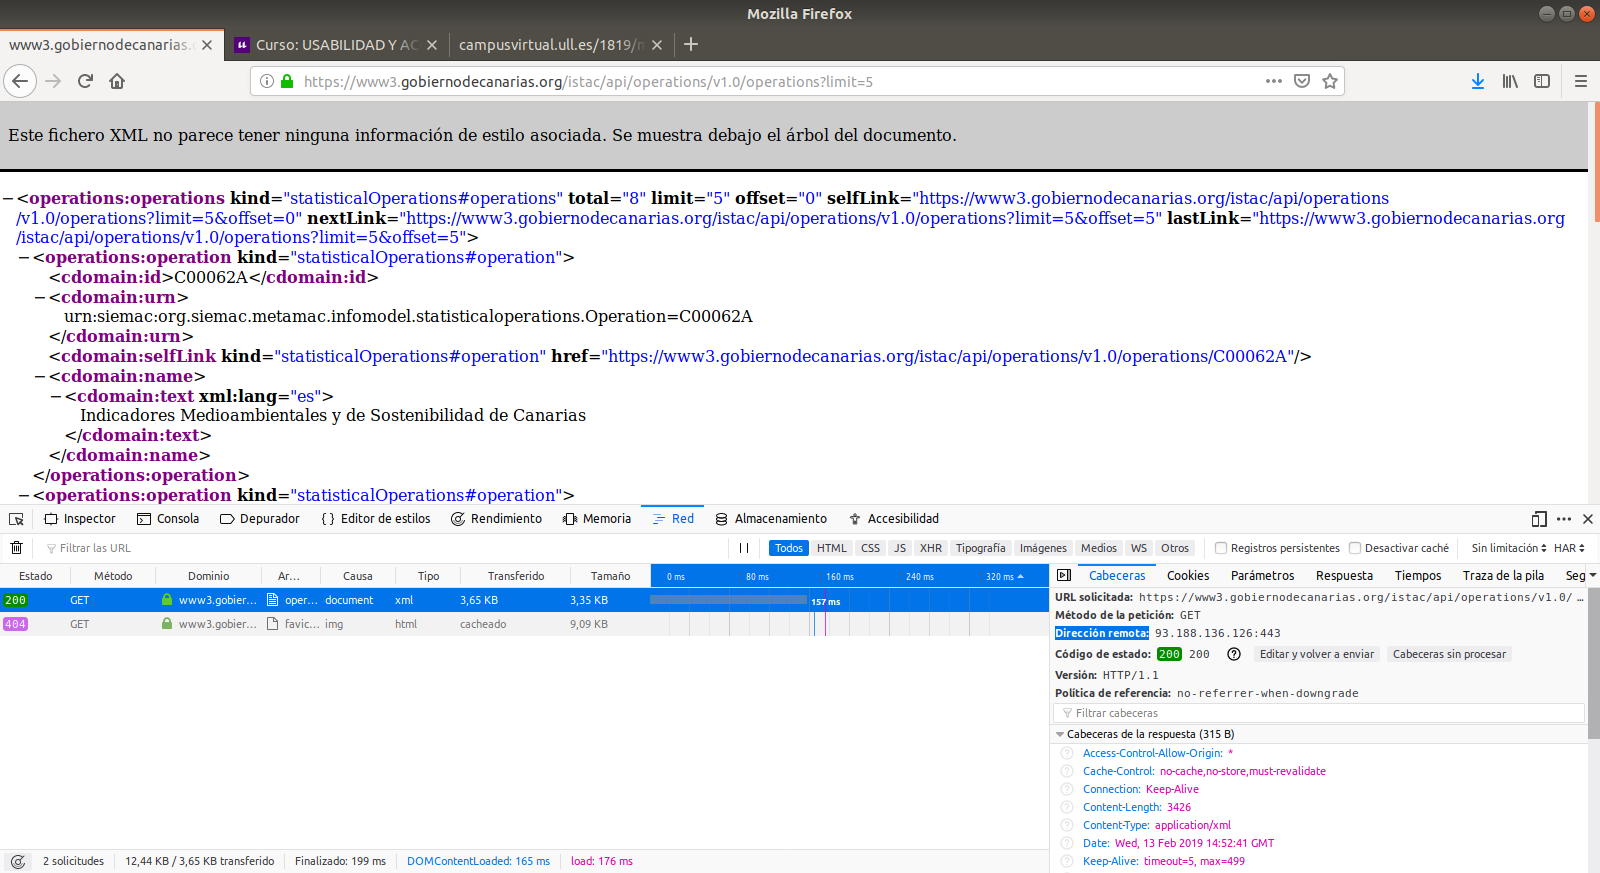 Mozilla Firefox
www3.gobiernodecanarias.
Curso: USABILIDAD Y AC
campusvirtual.ull.es/1819/
https://www3.gobiernodecanarias.org/istac/api/operations/v1.0/operations?limit=5
Este fichero XML no parece tener ninguna información de estilo asociada. Se muestra debajo el árbol del documento.
−<operations:operations kind="statisticalOperations#operations" total="8" limit="5" offset="0" selfLink="https://www3.gobiernodecanarias.org/istac/api/operations
/v1.0/operations?limit=5&offset=0" nextLink="https://www3.gobiernodecanarias.org/istac/api/operations/v1.0/operations?limit=5&offset=5" lastLink="https://www3.gobiernodecanarias.org
/istac/api/operations/v1.0/operations?limit=5&offset=5">
−<operations:operation kind="statisticalOperations#operation">
<cdomain:id>C00062A</cdomain:id>
−<cdomain:urn>
urn:siemac:org.siemac.metamac.infomodel.statisticaloperations.Operation=C00062A
</cdomain:urn>
<cdomain:selfLink kind="statisticalOperations#operation" href="https://www3.gobiernodecanarias.org/istac/api/operations/v1.0/operations/C00062A"/>
−<cdomain:name>
−<cdomain:text xml:lang="es">
Indicadores Medioambientales y de Sostenibilidad de Canarias
</cdomain:text>
</cdomain:name>
</operations:operation>
−<operations:operation kind="statisticalOperations#operation">
Inspector Consola Depurador Editor de estilos Rendimiento Memoria Red Almacenamiento Accesibilidad
Filtrar las URL Todos HTML CSS JS XHR Tipografía Imágenes Medios WS Otros Registros persistentes Desactivar caché Sin limitación HAR
Estado Método Dominio Ar... Causa Tipo Transferido Tamaño 0 ms 80 ms 160 ms 240 ms 320 ms
200 GET www3.gobier... oper... document xml 3,65 KB 3,35 KB 157 ms
404 GET www3.gobier... favic... img html cacheado 9,09 KB
Cabeceras Cookies Parámetros Respuesta Tiempos Traza de la pila Seg
URL solicitada: https://www3.gobiernodecanarias.org/istac/api/operations/v1.0/ ...
Método de la petición: GET
Dirección remota: 93.188.136.126:443
Código de estado: 200 200 Editar y volver a enviar Cabeceras sin procesar
Versión: HTTP/1.1
Política de referencia: no-referrer-when-downgrade
Filtrar cabeceras
Cabeceras de la respuesta (315 B)
Access-Control-Allow-Origin: *
Cache-Control: no-cache,no-store,must-revalidate
Connection: Keep-Alive
Content-Length: 3426
Content-Type: application/xml
Date: Wed, 13 Feb 2019 14:52:41 GMT
Keep-Alive: timeout=5, max=499
2 solicitudes 12,44 KB / 3,65 KB transferido Finalizado: 199 ms DOMContentLoaded: 165 ms load: 176 ms